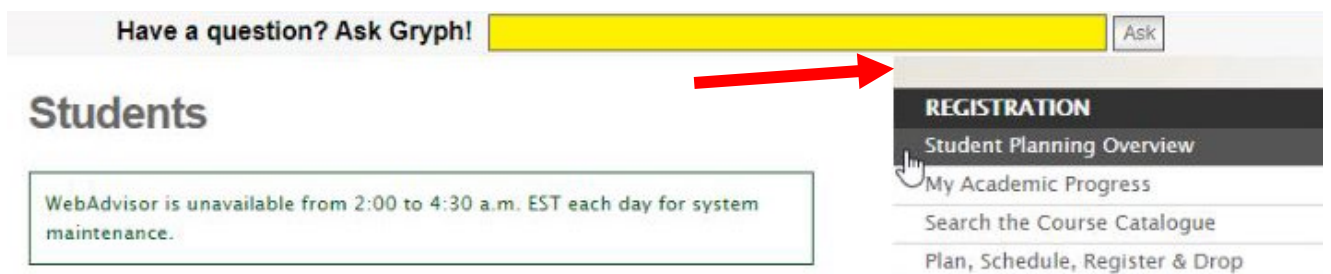 Have a question? Ask Gryph! Ask
Students
WebAdvisor is unavailable from 2:00 to 4:30 a.m. EST each day for system
maintenance.
REGISTRATION
Student Planning Overview
My Academic Progress
Search the Course Catalogue
Plan, Schedule, Register & Drop